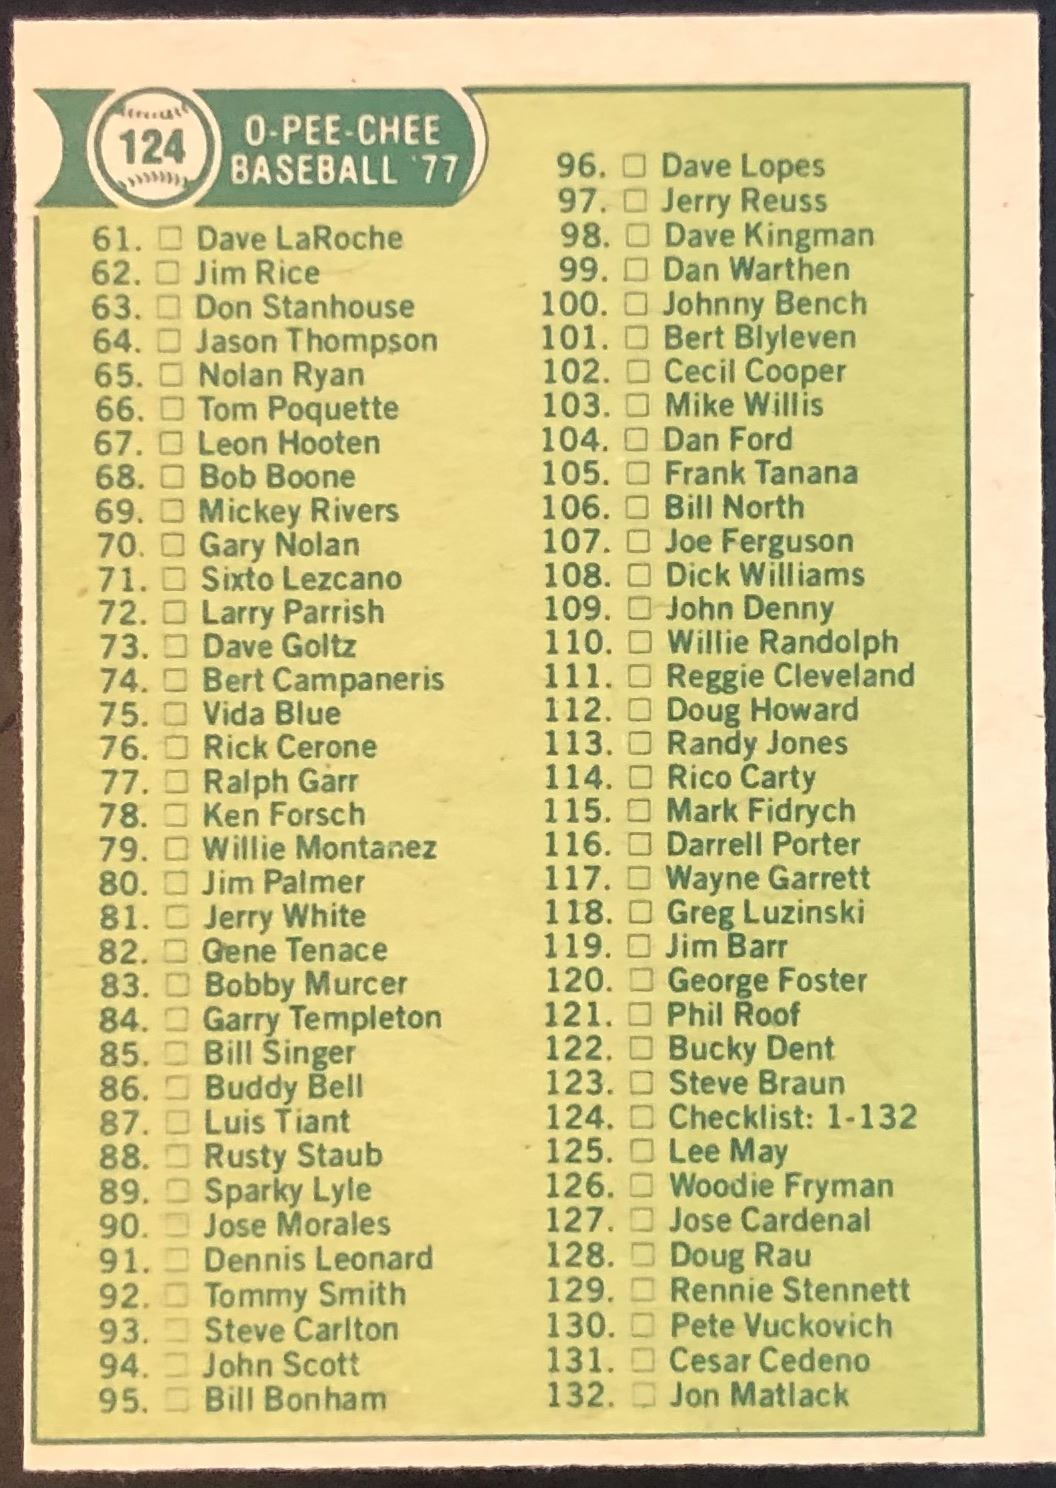 124
O-PEE-CHEE
BASEBALL '77
61. Dave LaRoche
62. Jim Rice
63. Don Stanhouse
64. Jason Thompson
65. Nolan Ryan
66. Tom Poquette
67. Leon Hooten
68. Bob Boone
69. Mickey Rivers
70. Gary Nolan
71. Sixto Lezcano
72. Larry Parrish
73. Dave Goltz
74. Bert Campaneris
75. Vida Blue
76. Rick Cerone
77. Ralph Garr
78. Ken Forsch
79. Willie Montanez
80. Jim Palmer
81. Jerry White
82. Gene Tenace
83. Bobby Murcer
84. Garry Templeton
85. Bill Singer
86. Buddy Bell
87. Luis Tiant
88. Rusty Staub
89. Sparky Lyle
90. Jose Morales
91. Dennis Leonard
92. Tommy Smith
93. Steve Carlton
94. John Scott
95. Bill Bonham
96. Dave Lopes
97. Jerry Reuss
98. Dave Kingman
99. Dan Warthen
100. Johnny Bench
101. Bert Blyleven
102. Cecil Cooper
103. Mike Willis
104. Dan Ford
105. Frank Tanana
106. Bill North
107. Joe Ferguson
108. Dick Williams
109. John Denny
110. Willie Randolph
111. Reggie Cleveland
112. Doug Howard
113. Randy Jones
114. Rico Carty
115. Mark Fidrych
116. Darrell Porter
117. Wayne Garrett
118. Greg Luzinski
119. Jim Barr
120. George Foster
121. Phil Roof
122. Bucky Dent
123. Steve Braun
124. Checklist: 1-132
125. Lee May
126. Woodie Fryman
127. Jose Cardenal
128. Doug Rau
129. Rennie Stennett
130. Pete Vuckovich
131. Cesar Cedeno
132. Jon Matlack